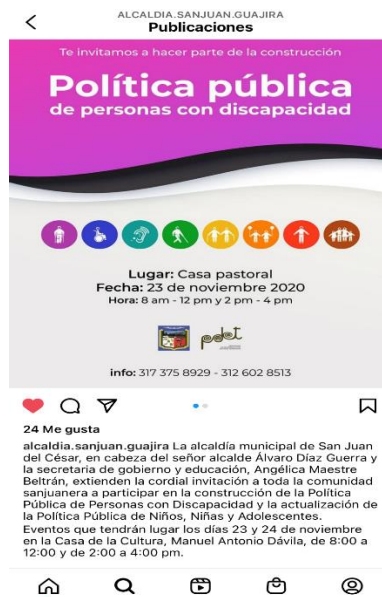 ALCALDIA.SANJUAN.GUAJIRA
Publicaciones
Te invitamos a hacer parte de la construcción
Política pública
de personas con discapacidad
Lugar: Casa pastoral
Fecha: 23 de noviembre 2020
Hora: 8 am - 12 pm y 2 pm - 4 pm
pdet
info: 317 375 8929 - 312 602 8513
24 Me gusta
alcaldia.sanjuan.guajira La alcaldía municipal de San Juan
del César, en cabeza del señor alcalde Álvaro Díaz Guerra y
la secretaria de gobierno y educación, Angélica Maestre
Beltrán, extienden la cordial invitación a toda la comunidad
sanjuanera a participar en la construcción de la Política
Pública de Personas con Discapacidad y la actualización de
la Política Pública de Niños, Niñas y Adolescentes.
Eventos que tendrán lugar los días 23 y 24 de noviembre
en la Casa de la Cultura, Manuel Antonio Dávila, de 8:00 a
12:00 y de 2:00 a 4:00 pm.